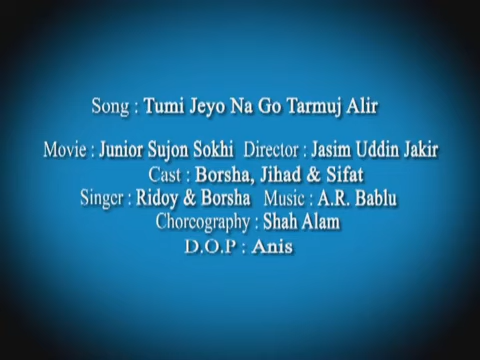 Song : Tumi Jeyo Na Go Tarmuj Alir
Movie : Junior Sujon Sokhi Director : Jasim Uddin Jakir
Cast : Borsha, Jihad & Sifat
Singer : Ridoy & Borsha Music : A.R. Bablu
Chorcography : Shah Alam
D.O.P : Anis